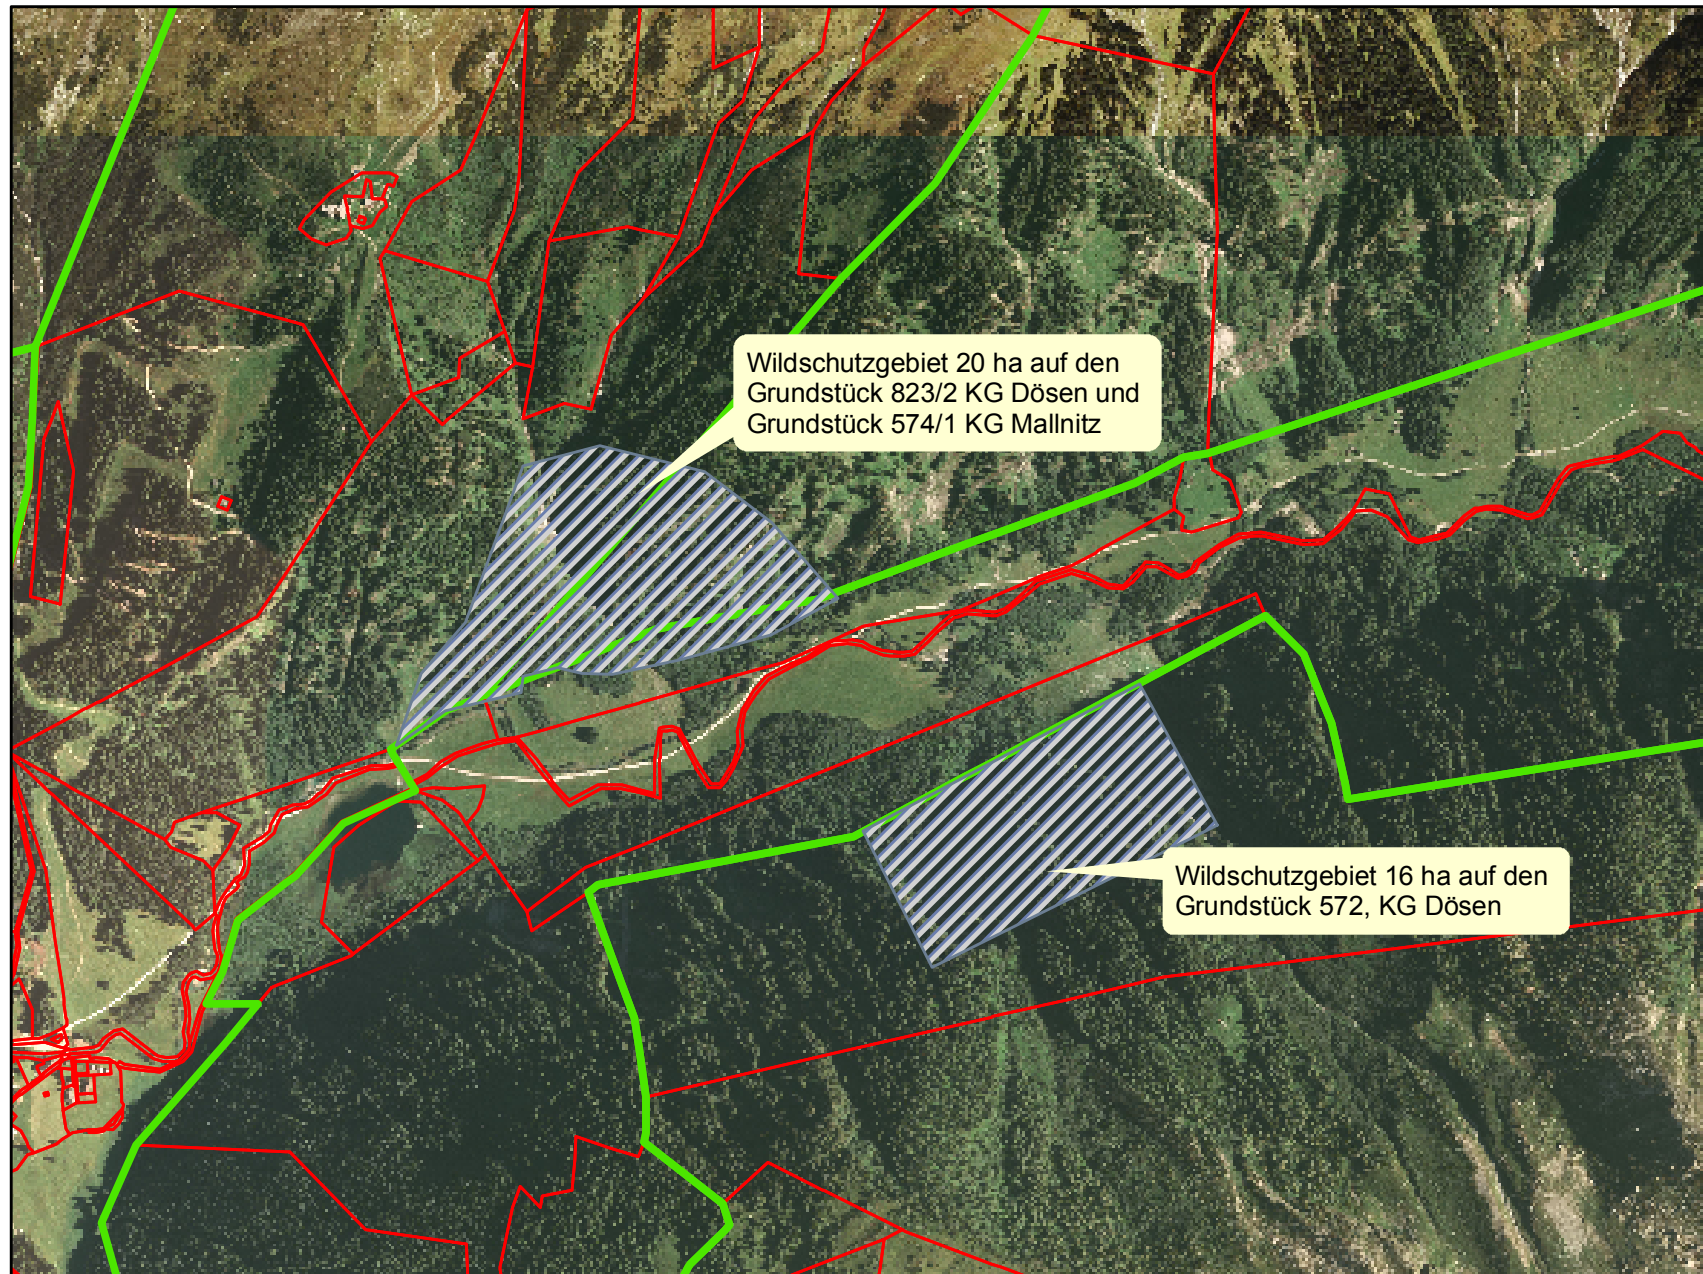 Wildschutzgebiet 20 ha auf den
Grundstück 823/2 KG Dösen und
Grundstück 574/1 KG Mallnitz
Wildschutzgebiet 16 ha auf den
Grundstück 572, KG Dösen